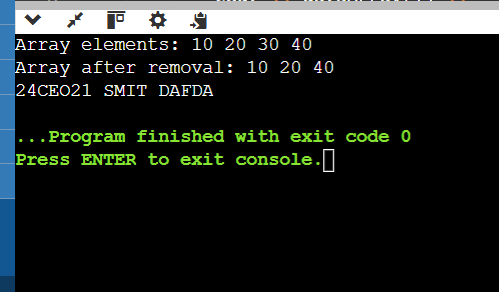 Array elements: 10 20 30 40
Array after removal: 10 20 40
24CEO21 SMIT DAFDA
...Program finished with exit code 0
Press ENTER to exit console.